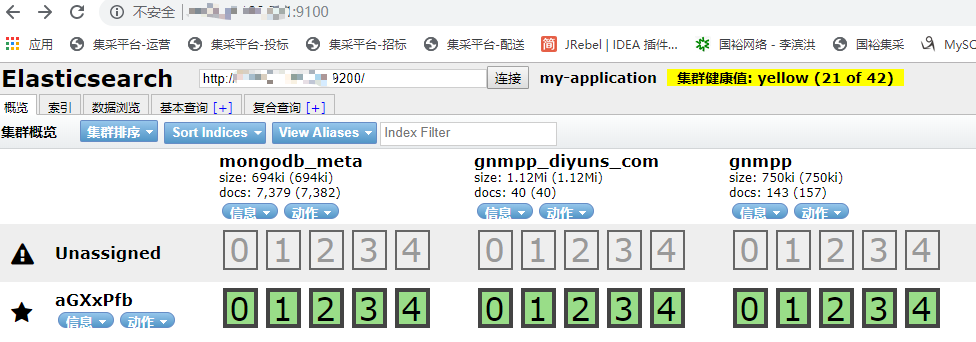 不安全 | :9100
应用 集采平台-运营 集采平台-投标 集采平台-招标 集采平台-配送 简 JRebel | IDEA 插件... 国裕网络 - 李滨洪 国裕集采 MySC
Elasticsearch http:// 9200/ 连接 my-application 集群健康值: yellow (21 of 42)
概览 索引 数据浏览 基本查询 [+] 复合查询 [+]
集群概览 集群排序 Sort Indices View Aliases Index Filter
mongodb_meta gnmpp_diyuns_com gnmpp
size: 694ki (694ki) size: 1.12Mi (1.12Mi) size: 750ki (750ki)
docs: 7,379 (7,382) docs: 40 (40) docs: 143 (157)
信息 动作 信息 动作 信息 动作
Unassigned 0 1 2 3 4 0 1 2 3 4 0 1 2 3 4
aGXxPfb 0 1 2 3 4 0 1 2 3 4 0 1 2 3 4
信息 动作